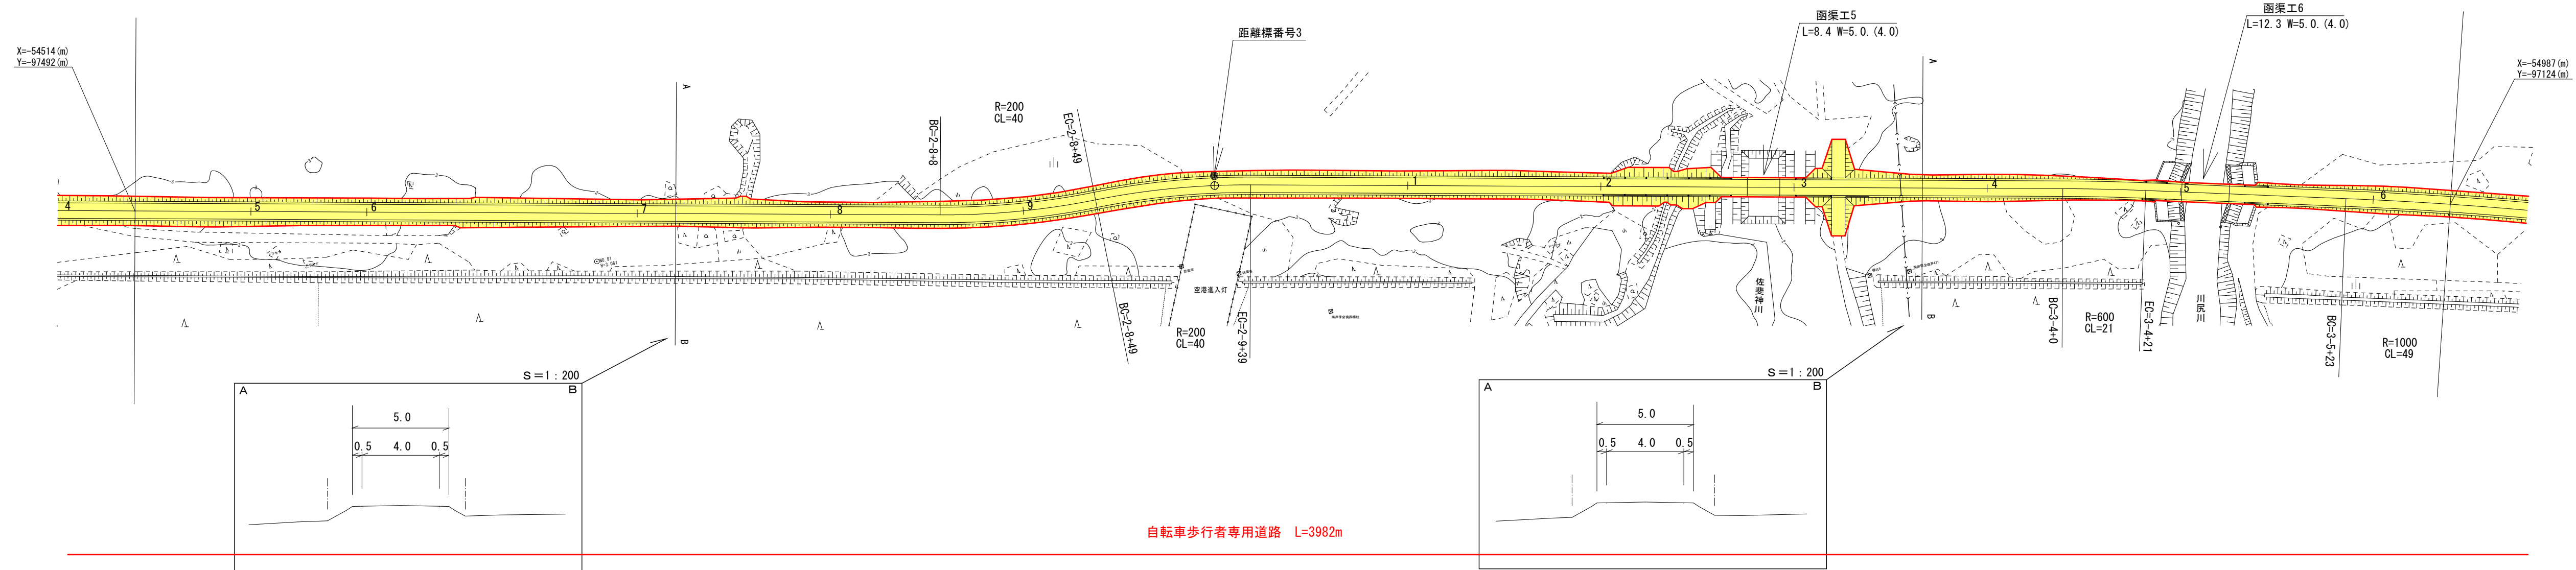 X=-54514(m)
Y=-97492(m)
距離標番号3
函渠工5
L=8.4 W=5.0.(4.0)
函渠工6
L=12.3 W=5.0.(4.0)
X=-54987(m)
Y=-97124(m)
A
A
R=200
CL=40
BC=2-8+8
EC=2-8+49
4
5
6
7
8
9
1
2
3
4
5
6
空港進入灯
佐斐神川
川尻川
BC=2-8+49
R=200
CL=40
EC=2-9+39
BC=3-4+0
R=600
CL=21
EC=3-4+21
BC=3-5+23
R=1000
CL=49
B
B
S=1:200
A
B
5.0
0.5 4.0 0.5
S=1:200
A
B
5.0
0.5 4.0 0.5
自転車歩行者専用道路 L=3982m